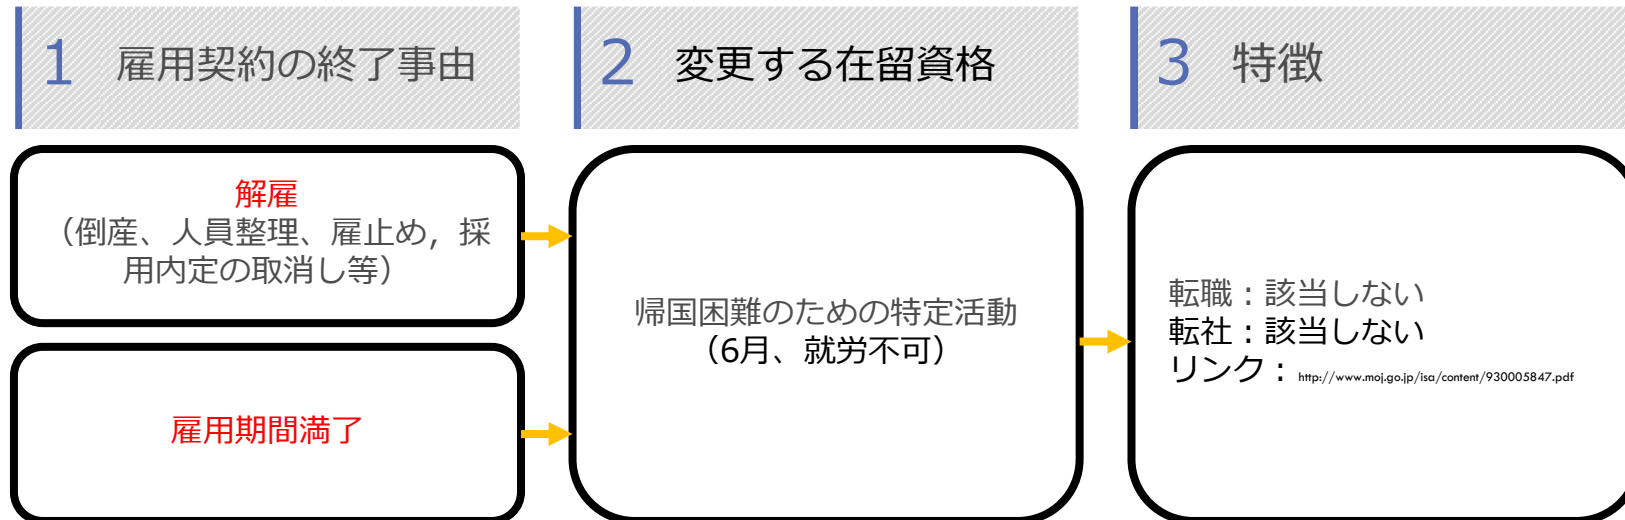 1 雇用契約の終了事由
2 変更する在留資格
3 特徴
解雇
（倒産、人員整理、雇止め，採
用内定の取消し等）
雇用期間満了
帰国困難のための特定活動
（6月、就労不可）
転職：該当しない
転社：該当しない
リンク：http://www.moj.go.jp/isa/content/930005847.pdf